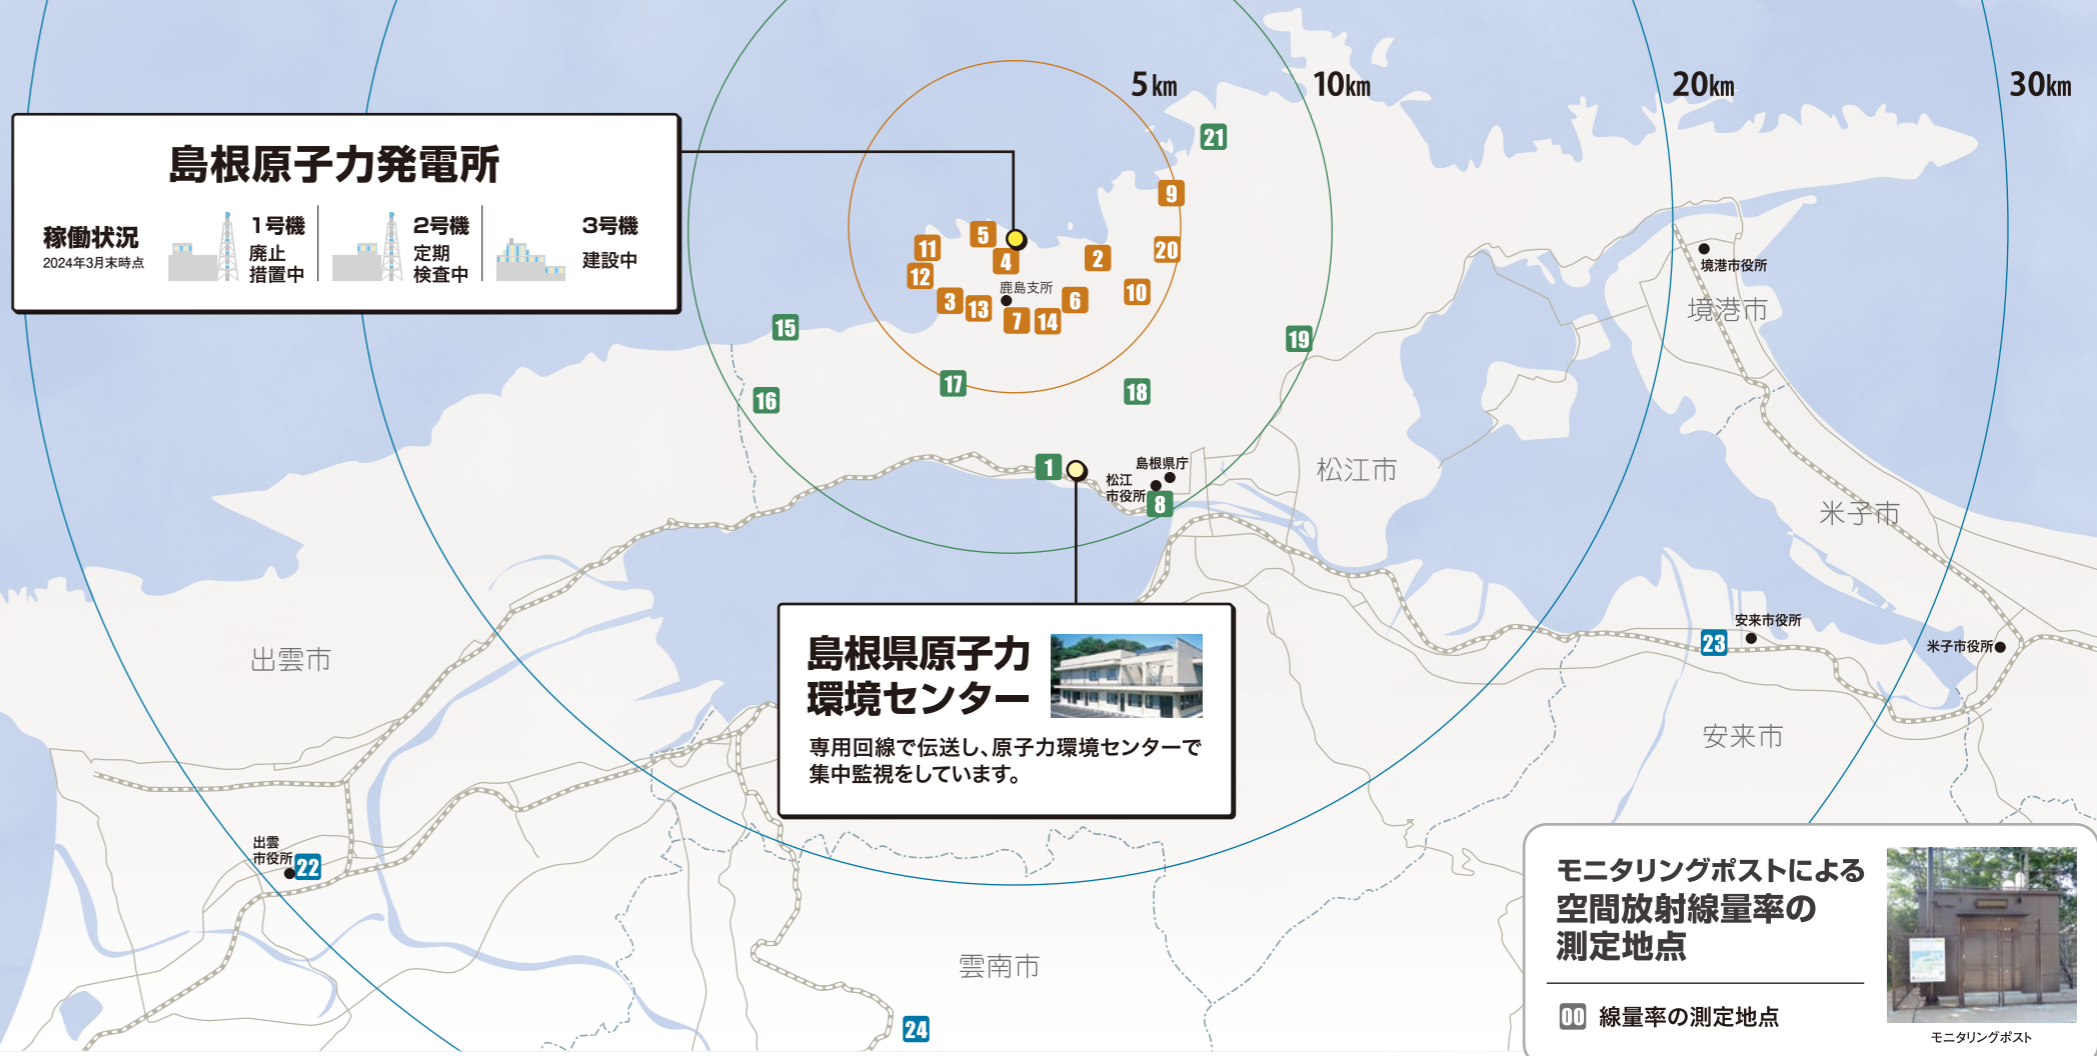 5km
10km
20km
30km
島根原子力発電所
稼働状況
2024年3月末時点
1号機
廃止
措置中
2号機
定期
検査中
3号機
建設中
21
9
5
11
4
2
20
12
鹿島支所
3
13
7
14
6
10
15
16
17
18
19
境港市役所
境港市
1
松江
市役所
島根県庁
8
松江市
米子市
出雲市
島根県原子力
環境センター
専用回線で伝送し、原子力環境センターで
集中監視をしています。
23
安来市役所
米子市役所
安来市
出雲
市役所
22
雲南市
24
モニタリングポストによる
空間放射線量率の
測定地点
00 線量率の測定地点
モニタリングポスト